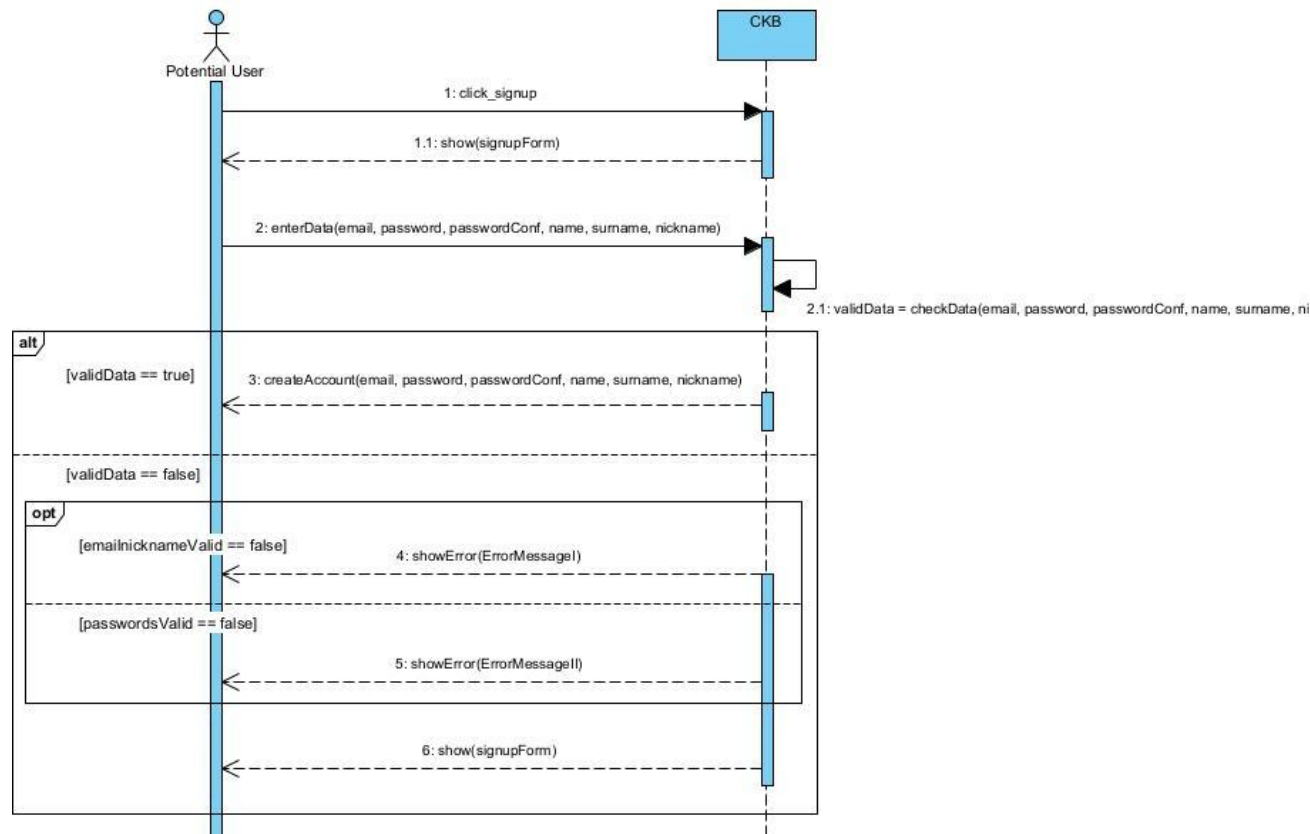 CKB
Potential User
1: click_signup
1.1: show(signupForm)
2: enterData(email, password, passwordConf, name, surname, nickname)
2.1: validData = checkData(email, password, passwordConf, name, surname, ni
alt
[validData == true]
3: createAccount(email, password, passwordConf, name, surname, nickname)
[validData == false]
opt
[emailnicknameValid == false]
4: showError(ErrorMessageI)
[passwordsValid == false]
5: showError(ErrorMessageII)
6: show(signupForm)